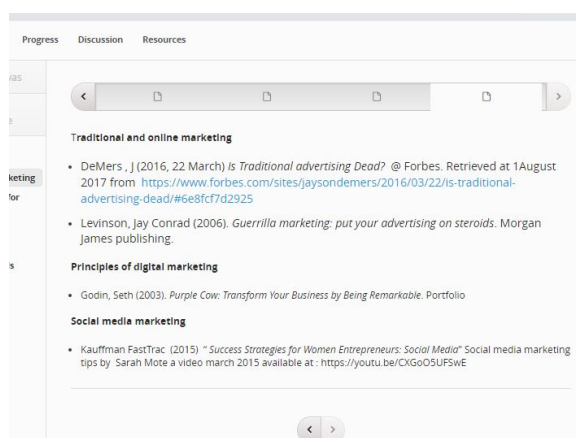 Progress Discussion Resources
vas
e
Traditional and online marketing
• DeMers , J (2016, 22 March) Is Traditional advertising Dead? @ Forbes. Retrieved at 1August
2017 from https://www.forbes.com/sites/jaysondemers/2016/03/22/is-traditional-
advertising-dead/#6e8fcf7d2925
keting
/or
• Levinson, Jay Conrad (2006). Guerrilla marketing: put your advertising on steroids. Morgan
James publishing.
s
Principles of digital marketing
• Godin, Seth (2003). Purple Cow: Transform Your Business by Being Remarkable. Portfolio
Social media marketing
• Kauffman FastTrac (2015) “ Success Strategies for Women Entrepreneurs: Social Media” Social media marketing
tips by Sarah Mote a video march 2015 available at : https://youtu.be/CXGoO5UFSwE